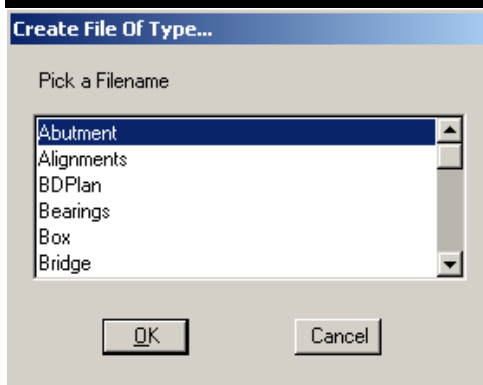 Create File Of Type...
Pick a Filename
Abutment
Alignments
BDPlan
Bearings
Box
Bridge
OK Cancel